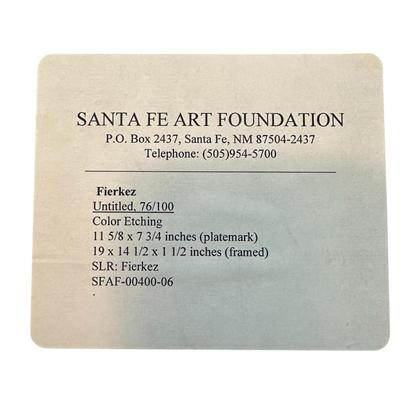 SANTA FE ART FOUNDATION
P.O. Box 2437, Santa Fe, NM 87504-2437
Telephone: (505)954-5700
Fierkez
Untitled, 76/100
Color Etching
11 5/8 x 7 3/4 inches (platemark)
19 x 14 1/2 x 1 1/2 inches (framed)
SLR: Fierkez
SFAF-00400-06